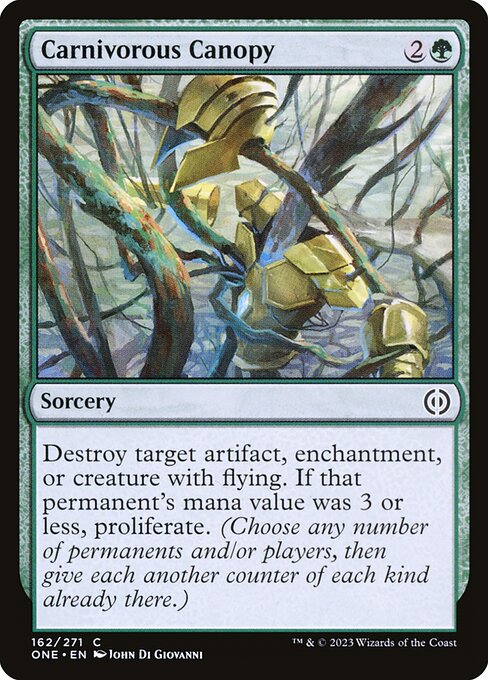 Carnivorous Canopy 2
Sorcery
Destroy target artifact, enchantment,
or creature with flying. If that
permanent's mana value was 3 or
less, proliferate. (Choose any number
of permanents and/or players, then
give each another counter of each kind
already there.)
162/271 C
ONE • EN John Di Giovanni
™ & © 2023 Wizards of the Coast